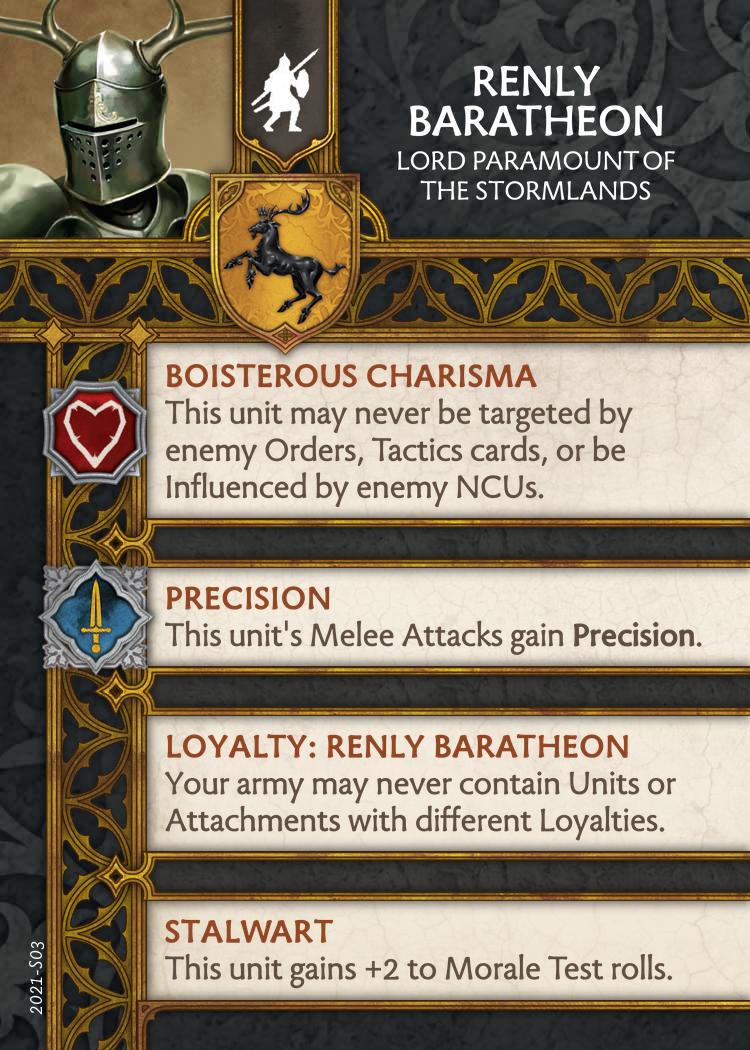 RENLY
BARATHEON
LORD PARAMOUNT OF
THE STORMLANDS
BOISTEROUS CHARISMA
This unit may never be targeted by
enemy Orders, Tactics cards, or be
Influenced by enemy NCUs.
PRECISION
This unit's Melee Attacks gain Precision.
LOYALTY: RENLY BARATHEON
Your army may never contain Units or
Attachments with different Loyalties.
STALWART
This unit gains +2 to Morale Test rolls.
2021-S03